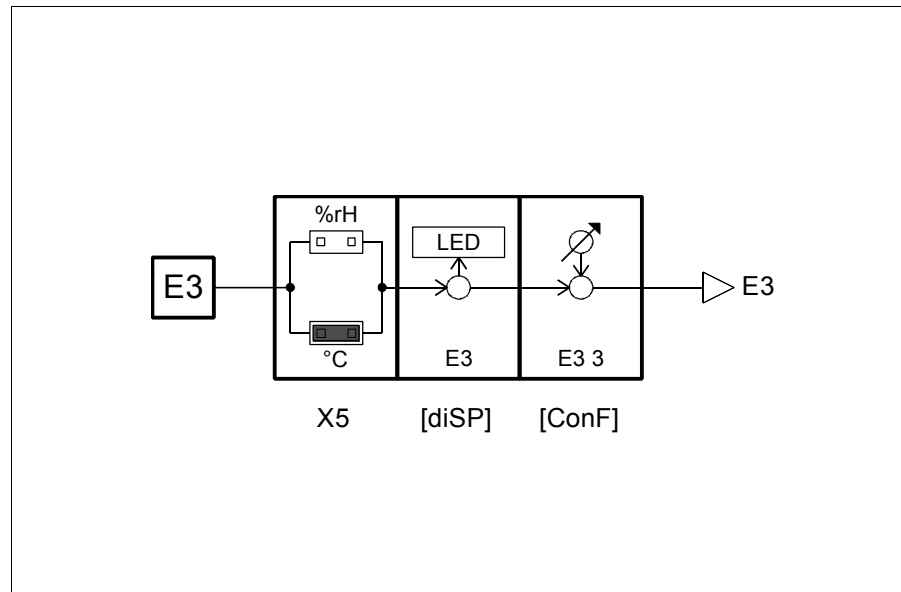 %rH
LED
E3
E3
°C
E3
E3 3
X5
[diSP]
[ConF]